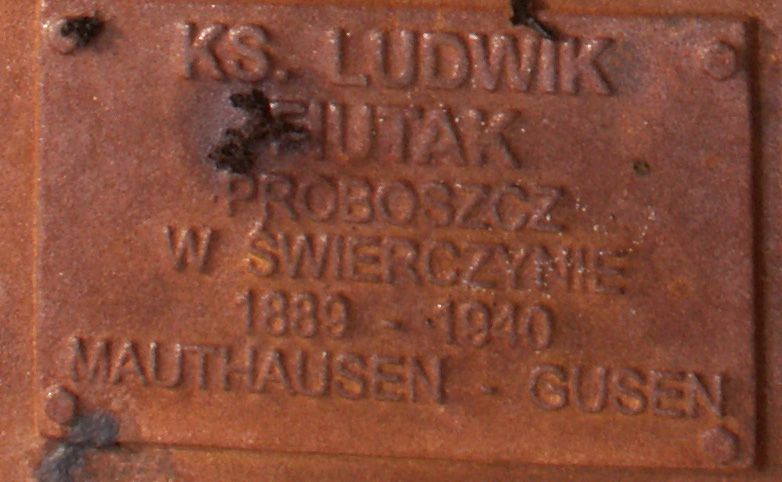 KS. LUDWIK
PROBOSZCZ
W ŚWIERCZYNIE
1889 - 1940
MAUTHAUSEN - GUSEN